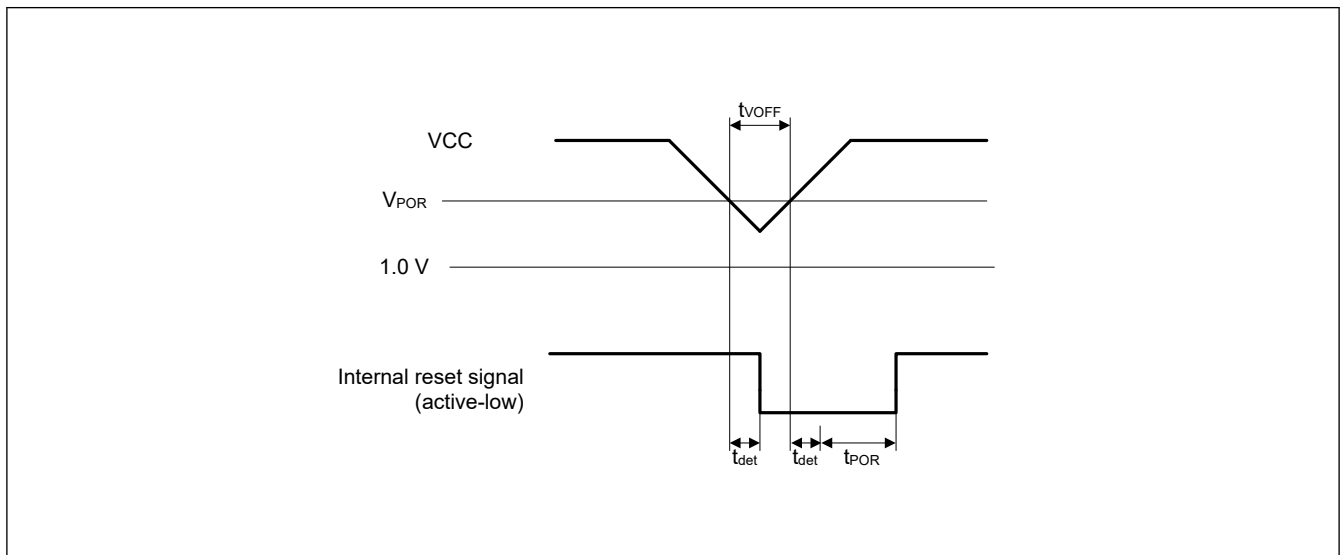 tVOFF
VCC
VPOR
1.0 V
Internal reset signal
(active-low)
tdet
tdet
tPOR